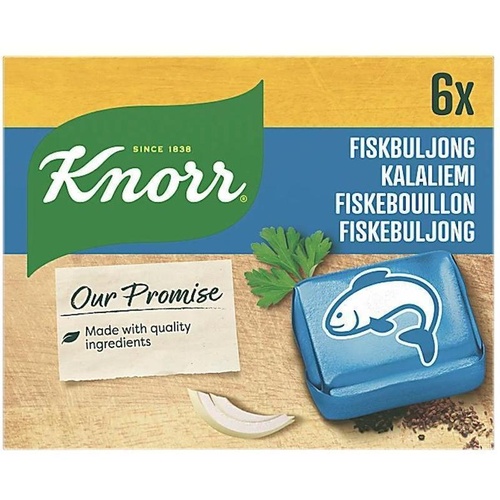 6x
SINCE 1838
Knorr®
FISKBULJONG
KALALIEMI
FISKEBOUILLON
FISKEBULJONG
Our Promise
Made with quality
ingredients